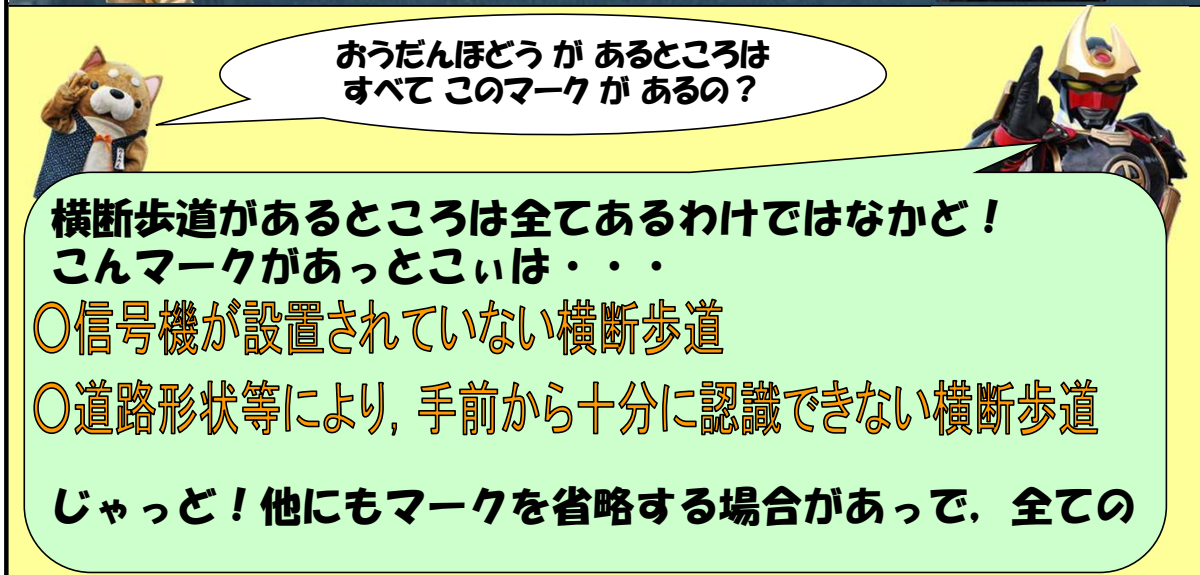 おうだんほどう が あるところは
すべて このマーク が あるの？
横断歩道があるところは全てあるわけではなかど！
こんマークがあっとこぃは・・・
〇信号機が設置されていない横断歩道
〇道路形状等により，手前から十分に認識できない横断歩道
じゃっど！他にもマークを省略する場合があっで，全ての